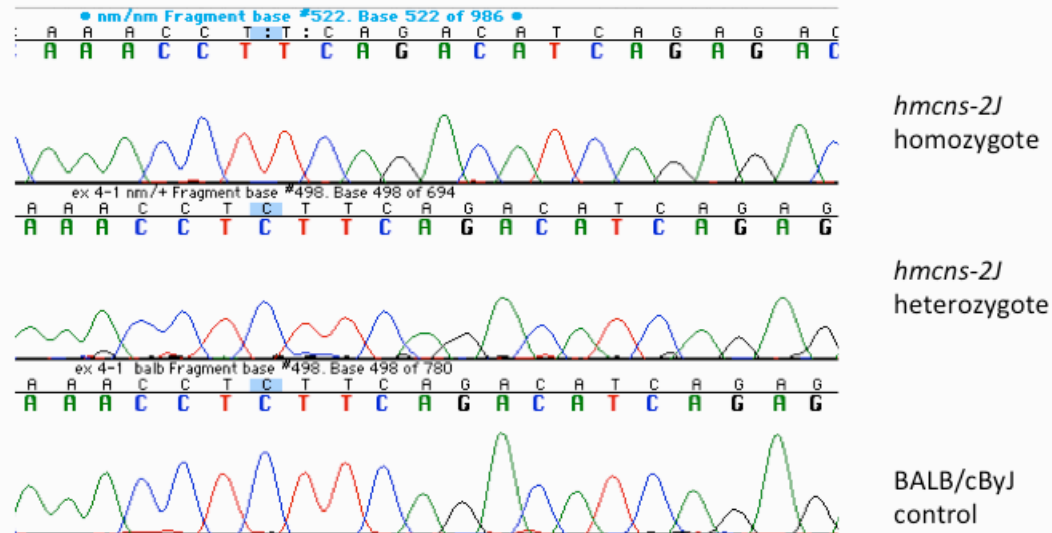 ● nm/nm Fragment base #522. Base 522 of 986 ●
: A A A C C T : T : C A G A C A T C A G A G A C
A A A C C T T C A G A C A T C A G A G A C
hmcns-2J
homozygote
ex 4-1 nm/+ Fragment base #498. Base 498 of 694
A A A C C T C T T C A G A C A T C A G A G
A A A C C T C T T C A G A C A T C A G A G
hmcns-2J
heterozygote
ex 4-1 balb Fragment base #498. Base 498 of 780
A A A C C T C T T C A G A C A T C A G A G
A A A C C T C T T C A G A C A T C A G A G
BALB/cByJ
control